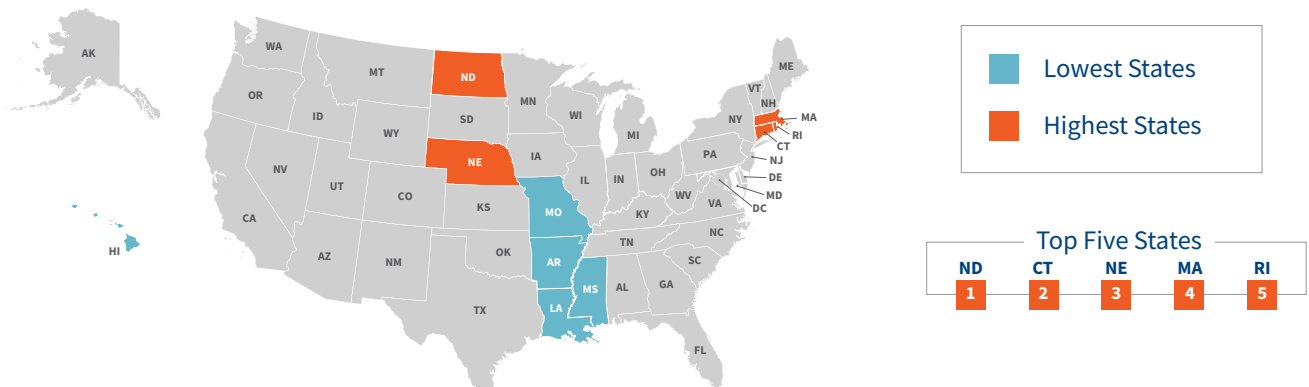 AK
WA
MT
ND
MN
ME
VT
NH
OR
ID
SD
WI
NY
MA
WY
MI
RI
CT
NE
IA
PA
NJ
NV
UT
CO
IL
IN
OH
DE
MD
DC
KS
MO
KY
WV
VA
CA
HI
AZ
NM
OK
AR
TN
NC
SC
TX
LA
MS
AL
GA
FL
Lowest States
Highest States
Top Five States
ND CT NE MA RI
1 2 3 4 5